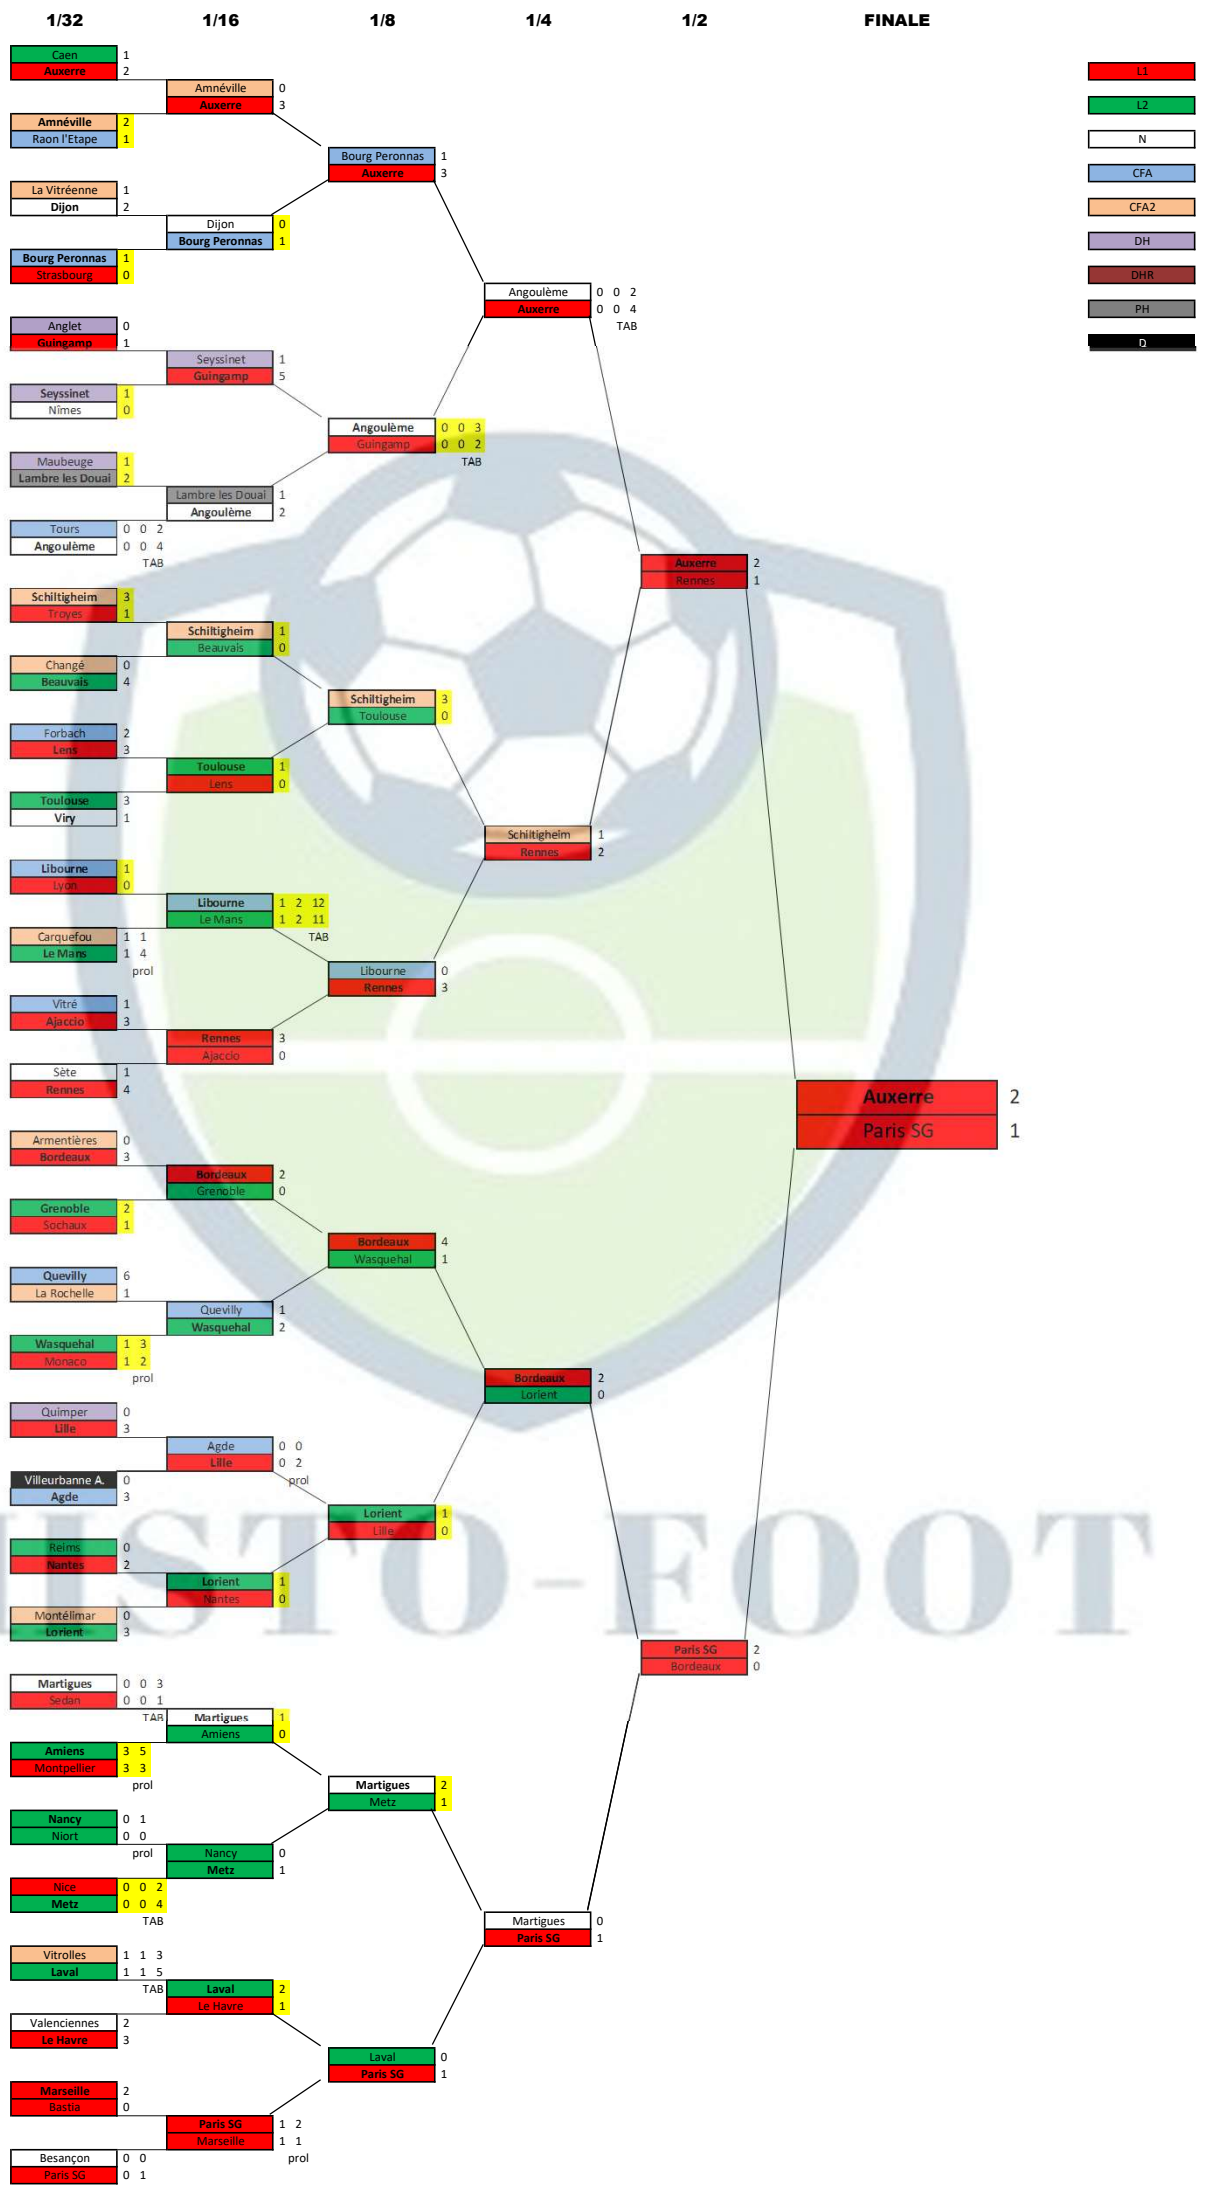 1/32 1/16 1/8 1/4 1/2 FINALE
Caen 1
Auxerre 2
Amnéville 2
Raon l'Etape 1
La Vitréenne 1
Dijon 2
Bourg Peronnas 1
Strasbourg 0
Anglet 0
Guingamp 1
Seyssinet 1
Nîmes 0
Maubeuge 1
Lambre les Douai 2
Tours 0 0 2
Angoulème 0 0 4
TAB
Schiltigheim 3
Troyes 1
Changé 0
Beauvais 4
Forbach 2
Lens 3
Toulouse 3
Viry 1
Libourne 1
Lyon 0
Carquefou 1 1
Le Mans 1 4
prol
Vitré 1
Ajaccio 3
Sète 1
Rennes 4
Armentières 0
Bordeaux 3
Grenoble 2
Sochaux 1
Quevilly 6
La Rochelle 1
Wasquehal 1 3
Monaco 1 2
prol
Quimper 0
Lille 3
Villeurbanne A. 0
Agde 3
Reims 0
Nantes 2
Montélimar 0
Lorient 3
Martigues 0 0 3
Sedan 0 0 1
TAB
Amiens 3 5
Montpellier 3 3
prol
Nancy 0 1
Niort 0 0
prol
Nice 0 0 2
Metz 0 0 4
TAB
Vitrolles 1 1 3
Laval 1 1 5
TAB
Valenciennes 2
Le Havre 3
Marseille 2
Bastia 0
Besançon 0 0
Paris SG 0 1
Amnéville 0
Auxerre 3
Dijon 0
Bourg Peronnas 1
Seyssinet 1
Guingamp 5
Lambre les Douai 1
Angoulème 2
Schiltigheim 1
Beauvais 0
Toulouse 1
Lens 0
Libourne 1 2 12
Le Mans 1 2 11
TAB
Rennes 3
Ajaccio 0
Bordeaux 2
Grenoble 0
Quevilly 1
Wasquehal 2
Agde 0 0
Lille 0 2
prol
Lorient 1
Nantes 0
Martigues 1
Amiens 0
Nancy 0
Metz 1
Laval 2
Le Havre 1
Paris SG 1 2
Marseille 1 1
prol
Bourg Peronnas 1
Auxerre 3
Angoulème 0 0 3
Guingamp 0 0 2
TAB
Schiltigheim 3
Toulouse 0
Libourne 0
Rennes 3
Bordeaux 4
Wasquehal 1
Lorient 1
Lille 0
Martigues 2
Metz 1
Laval 0
Paris SG 1
Angoulème 0 0 2
Auxerre 0 0 4
TAB
Schiltigheim 1
Rennes 2
Bordeaux 2
Lorient 0
Martigues 0
Paris SG 1
Auxerre 2
Rennes 1
Paris SG 2
Bordeaux 0
Auxerre 2
Paris SG 1
L1
L2
N
CFA
CFA2
DH
DHR
PH
D
HISTO-FOOT